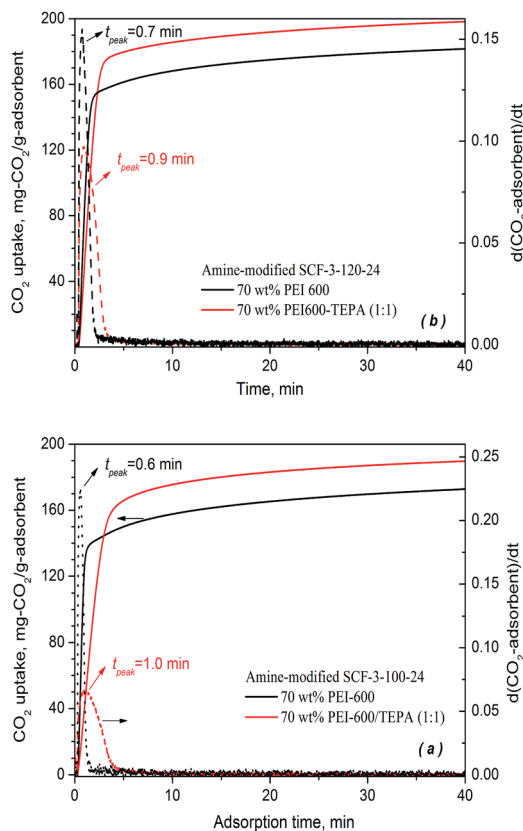 200
160
120
80
40
CO2 uptake, mg-CO2/g-adsorbent
tpeak=0.7 min
tpeak=0.9 min
Amine-modified SCF-3-120-24
70 wt% PEI 600
70 wt% PEI600-TEPA (1:1)
( b )
0.15
0.10
0.05
0.00
d(CO2-adsorbent)/dt
0 10 20 30 40
Time, min
200
160
120
80
40
0
CO2 uptake, mg-CO2/g-adsorbent
tpeak=0.6 min
tpeak=1.0 min
Amine-modified SCF-3-100-24
70 wt% PEI-600
70 wt% PEI-600/TEPA (1:1)
( a )
0.25
0.20
0.15
0.10
0.05
0.00
d(CO2-adsorbent)/dt
0 10 20 30 40
Adsorption time, min